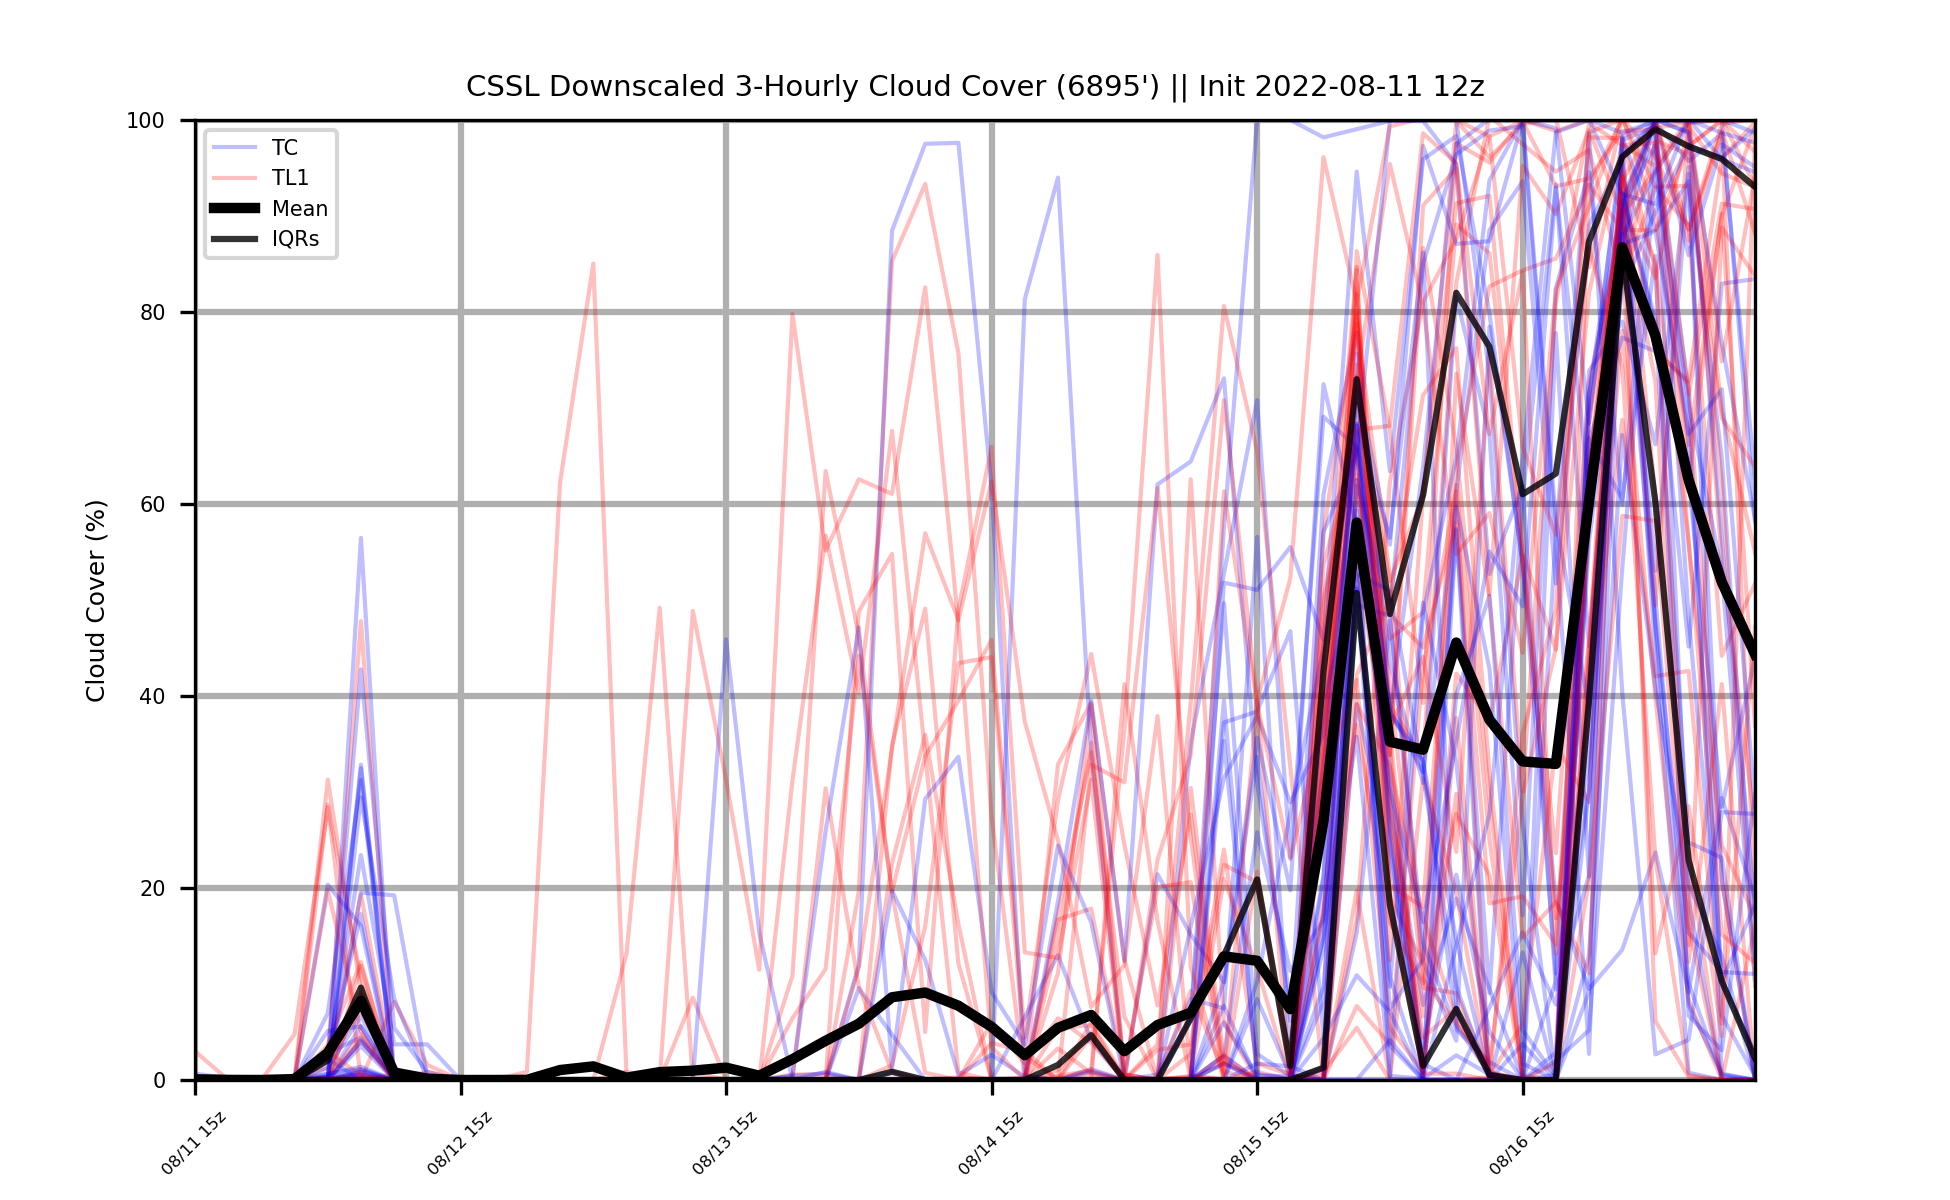 CSSL Downscaled 3-Hourly Cloud Cover (6895') || Init 2022-08-11 12z
100
80
60
40
20
0
Cloud Cover (%)
TC
TL1
Mean
IQRs
08/11 15z
08/12 15z
08/13 15z
08/14 15z
08/15 15z
08/16 15z